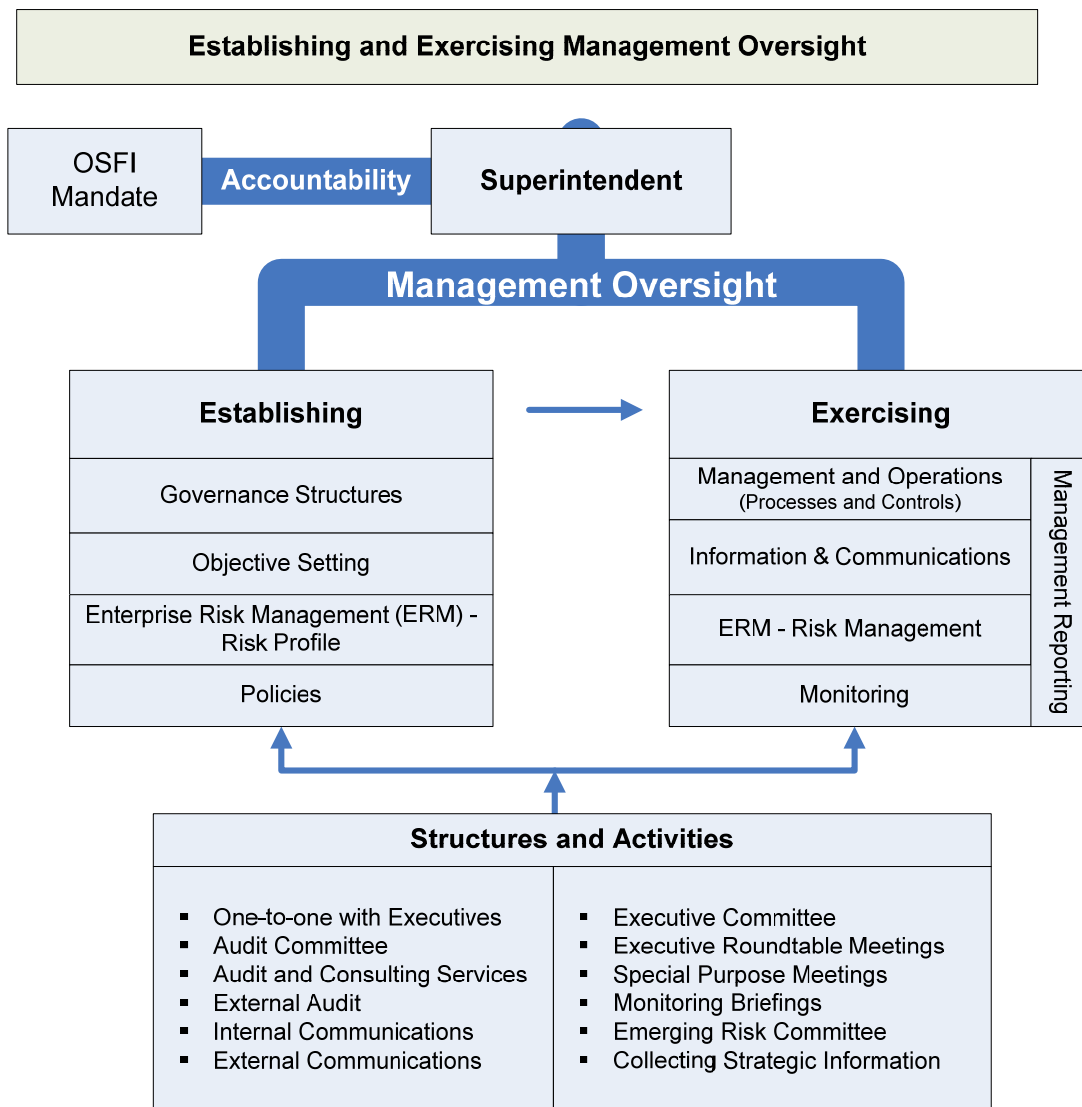 Establishing and Exercising Management Oversight
OSFI
Mandate
Accountability
Superintendent
Management Oversight
Establishing
Governance Structures
Objective Setting
Enterprise Risk Management (ERM) -
Risk Profile
Policies
Exercising
Management and Operations
(Processes and Controls)
Information & Communications
ERM - Risk Management
Monitoring
Management Reporting
Structures and Activities
▪ One-to-one with Executives
▪ Audit Committee
▪ Audit and Consulting Services
▪ External Audit
▪ Internal Communications
▪ External Communications
▪ Executive Committee
▪ Executive Roundtable Meetings
▪ Special Purpose Meetings
▪ Monitoring Briefings
▪ Emerging Risk Committee
▪ Collecting Strategic Information